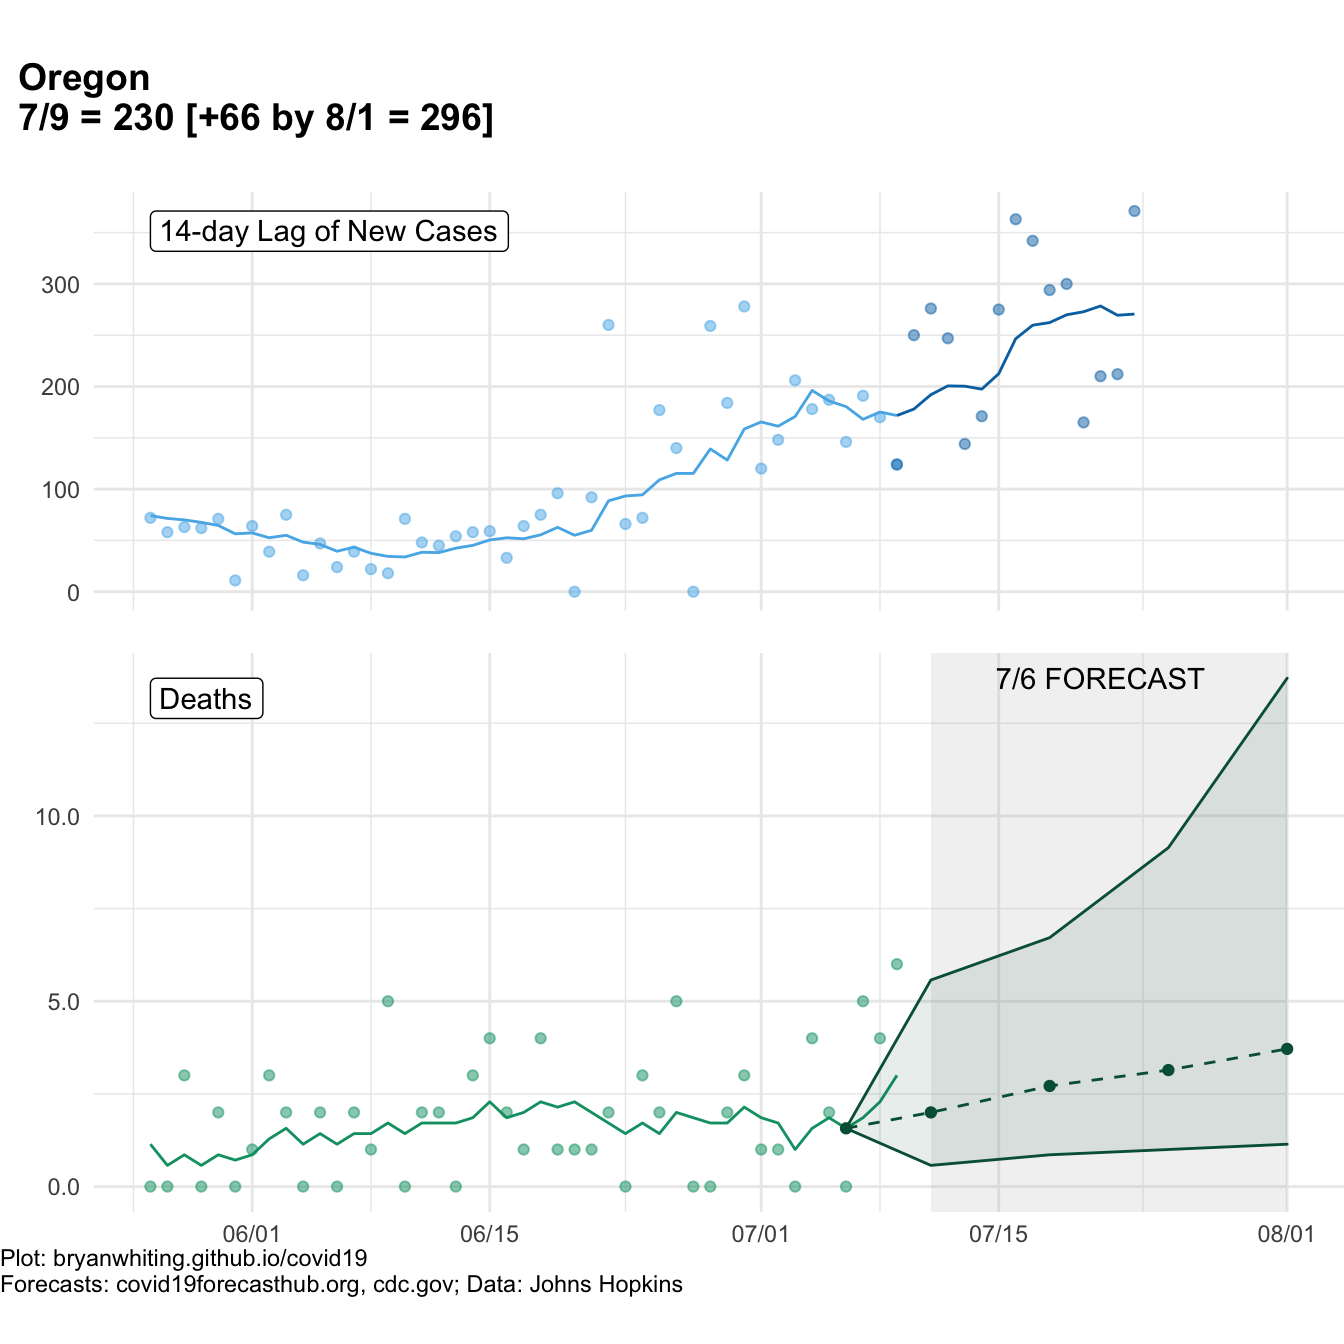 Oregon
7/9 = 230 [+66 by 8/1 = 296]
14-day Lag of New Cases
300
200
100
0
Deaths
7/6 FORECAST
10.0
5.0
0.0
06/01
06/15
07/01
07/15
08/01
Plot: bryanwhiting.github.io/covid19
Forecasts: covid19forecasthub.org, cdc.gov; Data: Johns Hopkins